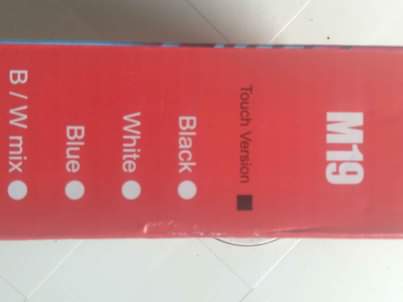 M19
Touch Version
Black
White
Blue
B / W mix